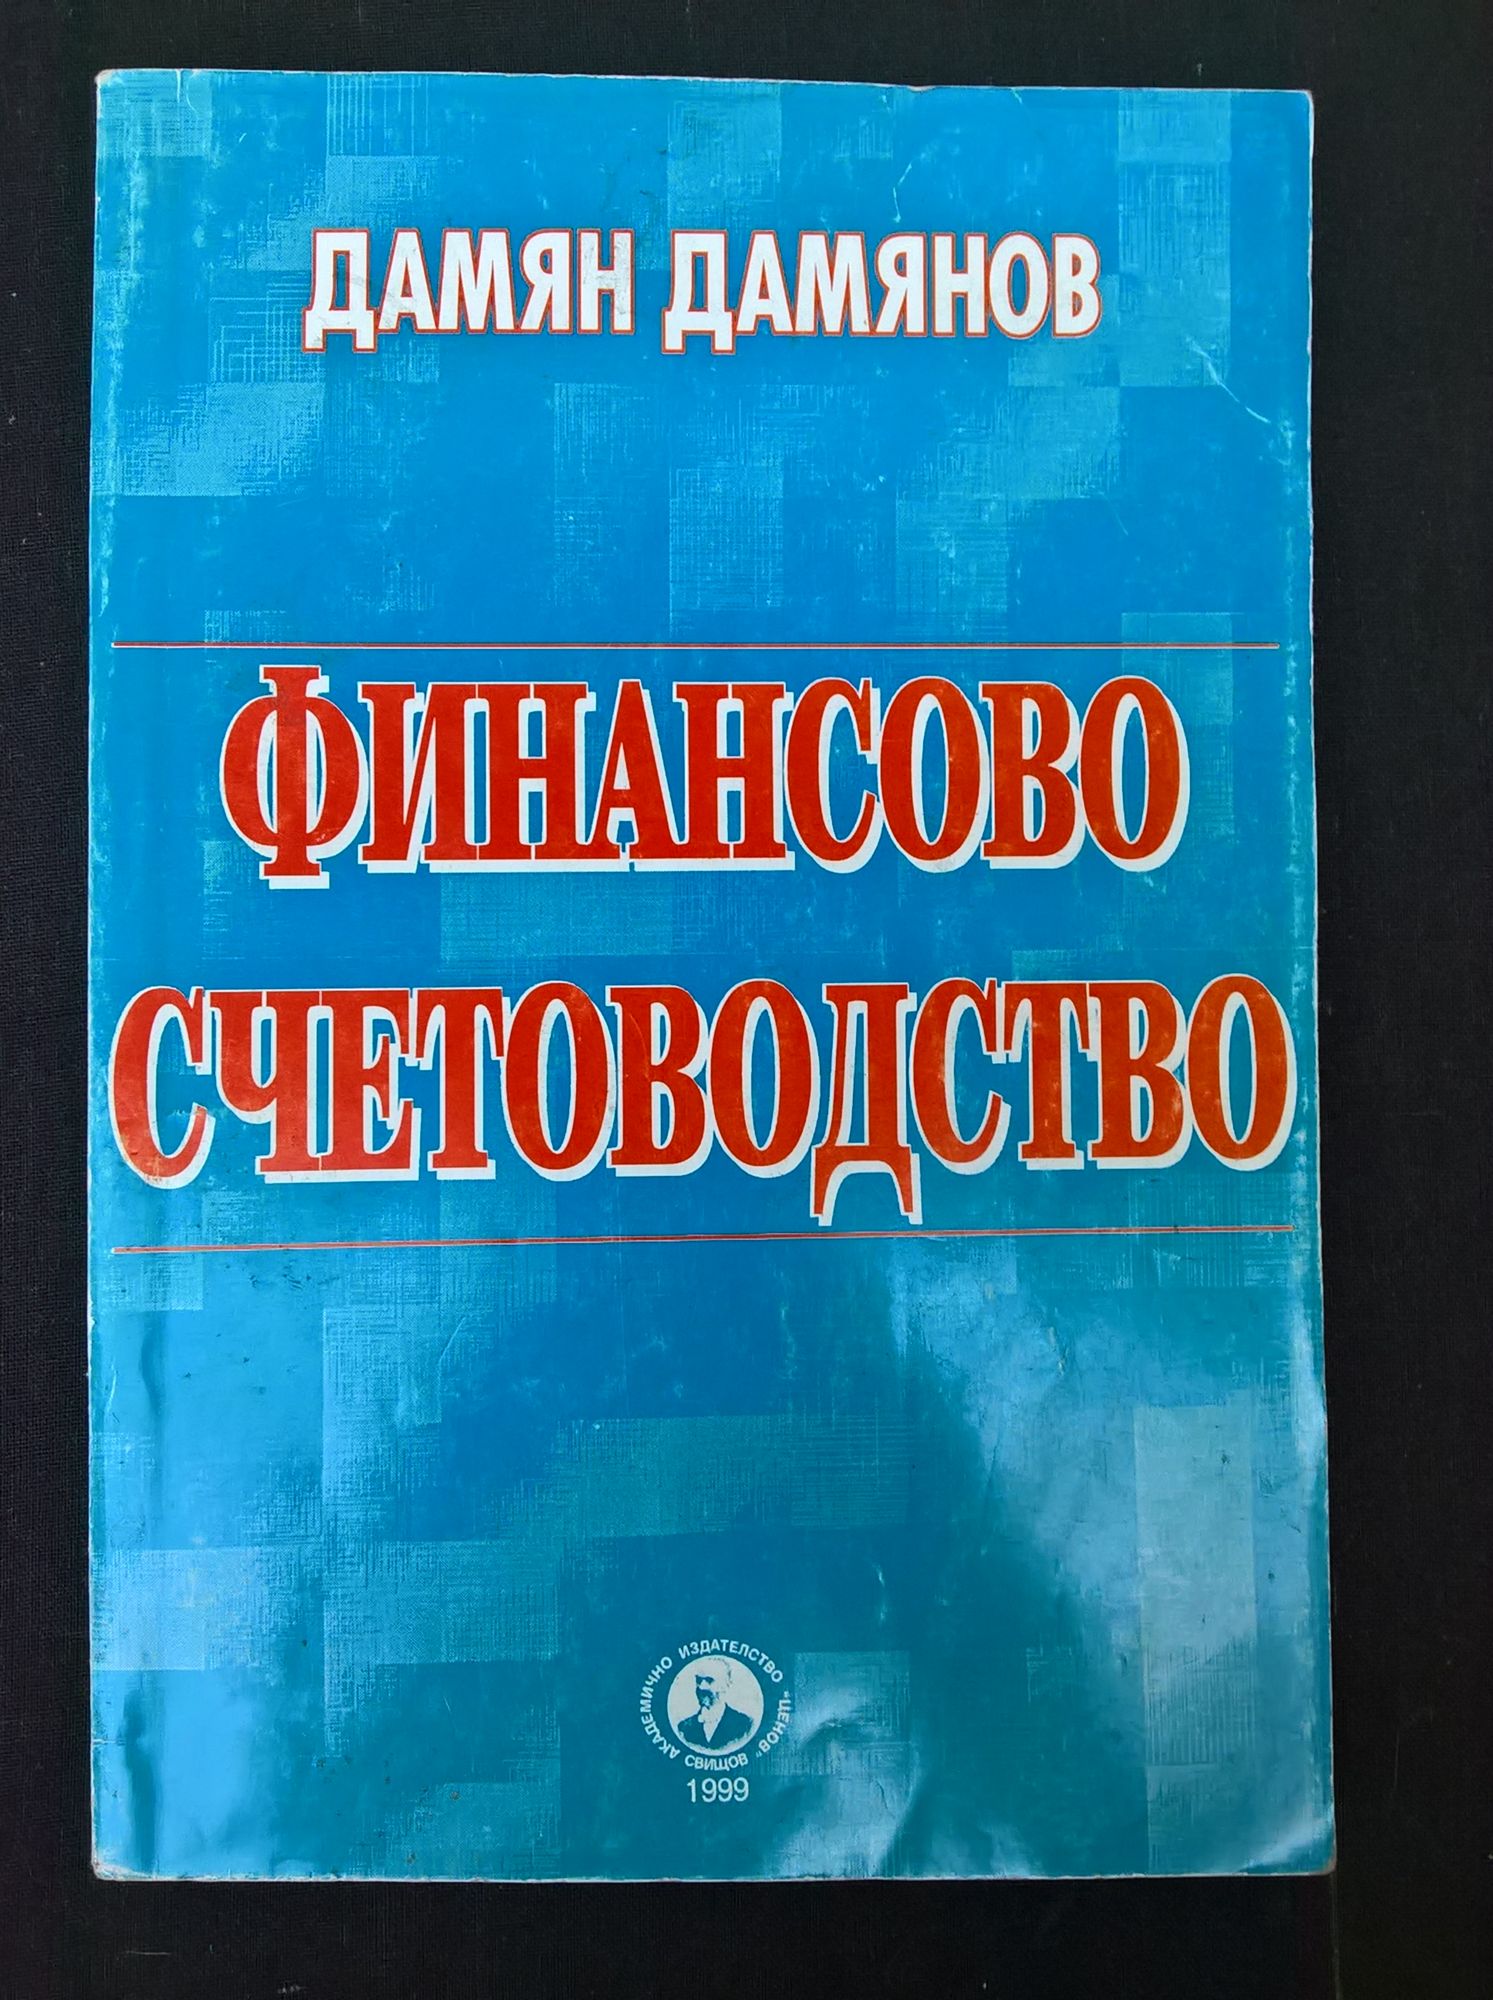 ДАМЯН ДАМЯНОВ
ФИНАНСОВО
СЧЕТОВОДСТВО
АКАДЕМИЧНО ИЗДАТЕЛСТВО "ЦЕНОВ"
СВИЩОВ
1999